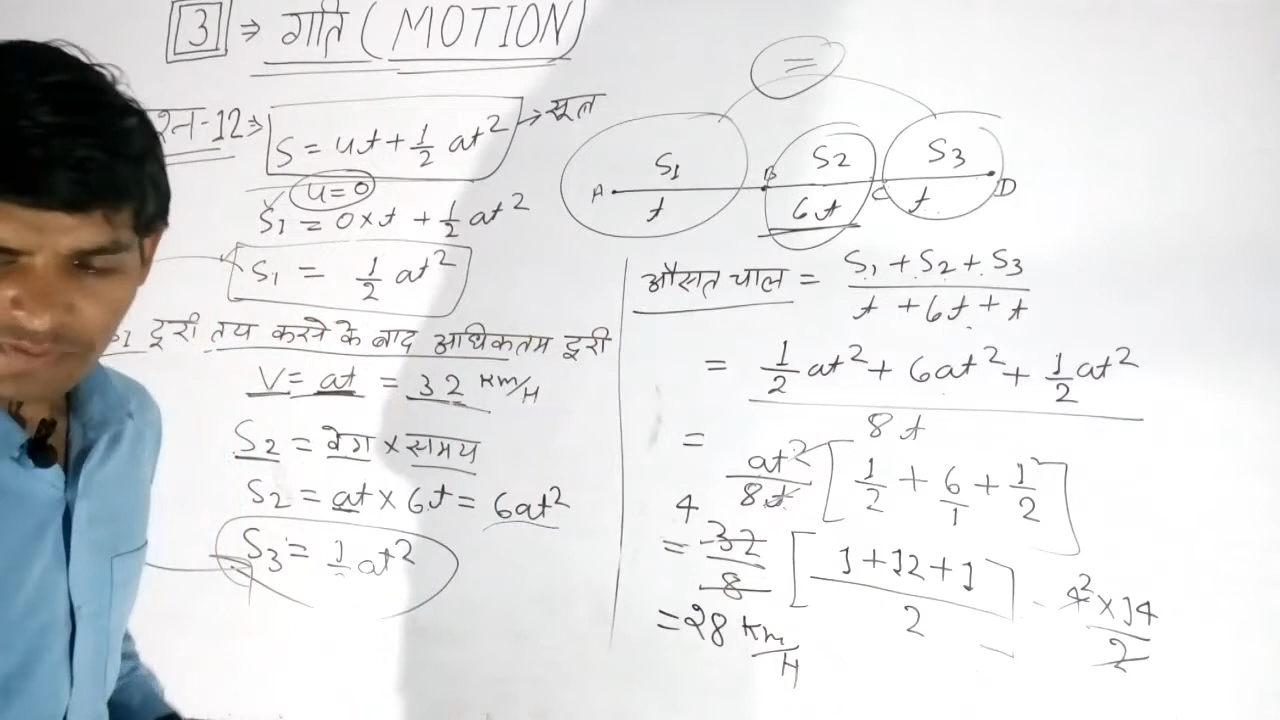 3 ⇒ गति (MOTION)
श्न-12⇒ S = ut + 1/2 at² → सूत्र
u=0
S₁ = 0×t + 1/2 at²
S₁ = 1/2 at²
दूरी तय करने के बाद अधिकतम दूरी
V = at = 32 Km/H
S₂ = वेग × समय
S₂ = at × 6t = 6at²
S₃ = 1/2 at²
=
S₁ S₂ S₃
A B C D
t 6t t
औसत चाल = S₁ + S₂ + S₃ / t + 6t + t
= 1/2 at² + 6at² + 1/2 at² / 8t
= at²/8t [1/2 + 6/1 + 1/2]
4
= 32/8 [1+12+1 / 2] - 4² × 14 / 2
= 28 Km/H